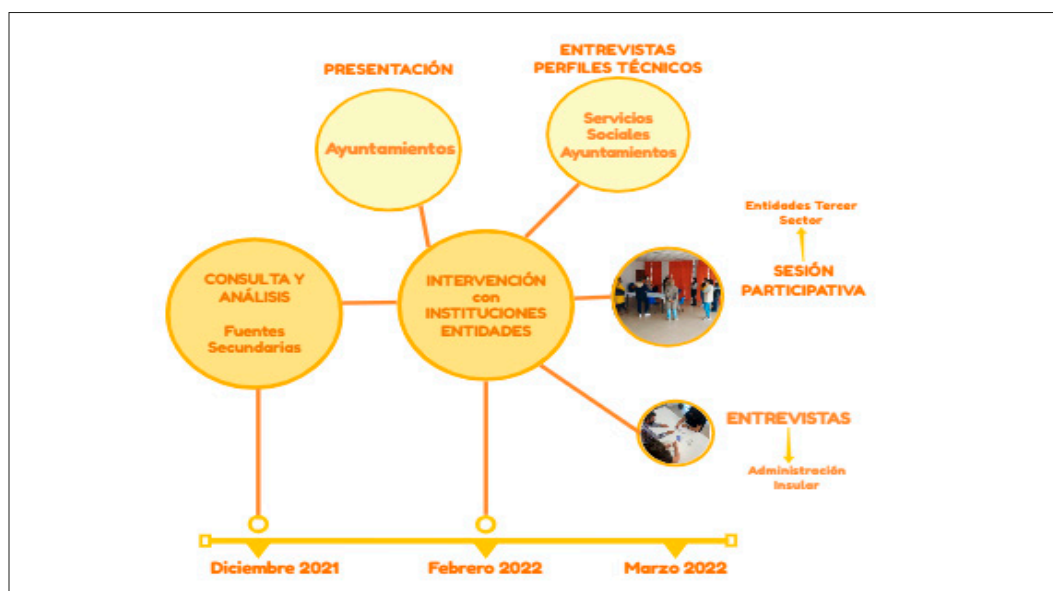 PRESENTACIÓN
ENTREVISTAS
PERFILES TÉCNICOS
Ayuntamientos
Servicios
Sociales
Ayuntamientos
Entidades Tercer
Sector
SESIÓN
PARTICIPATIVA
CONSULTA Y
ANÁLISIS
Fuentes
Secundarias
INTERVENCIÓN
con
INSTITUCIONES
ENTIDADES
ENTREVISTAS
Administración
Insular
Diciembre 2021
Febrero 2022
Marzo 2022